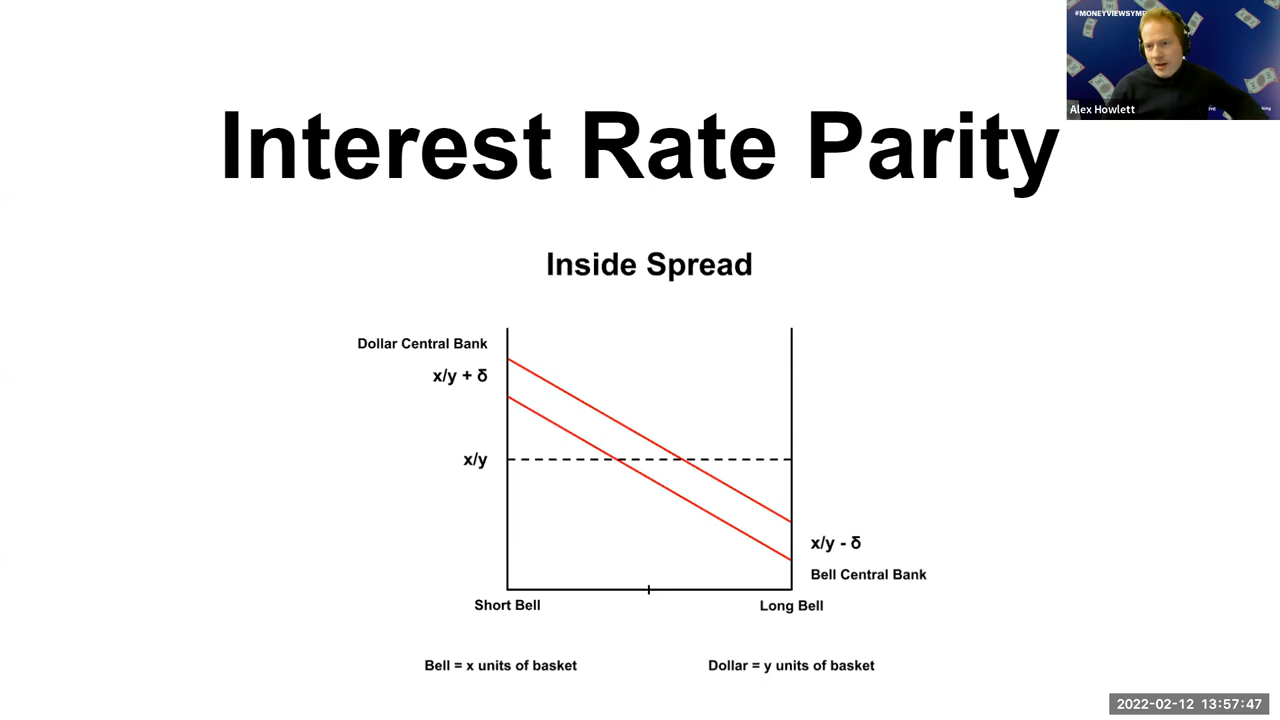 #MONEYVIEWSYMP
Alex Howlett
Interest Rate Parity
Inside Spread
Dollar Central Bank
x/y + δ
x/y
x/y - δ
Bell Central Bank
Short Bell
Long Bell
Bell = x units of basket
Dollar = y units of basket
2022-02-12 13:57:47